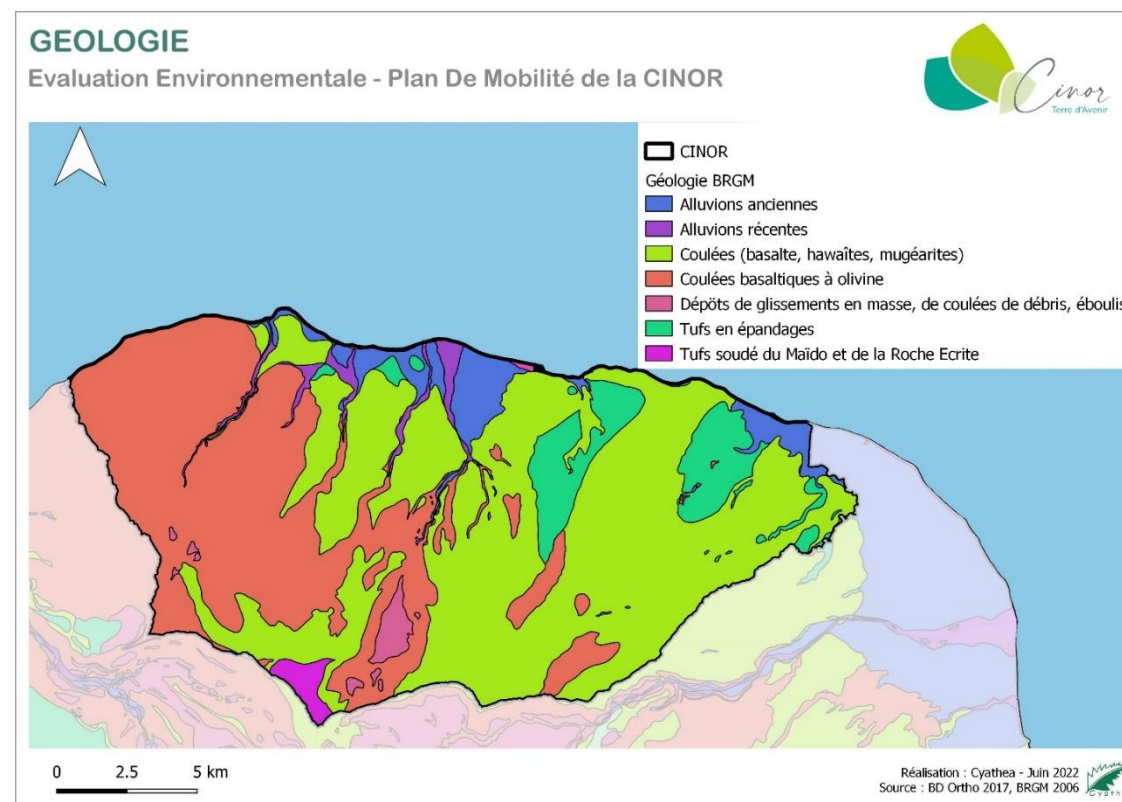 GEOLOGIE
Evaluation Environnementale - Plan De Mobilité de la CINOR
Cinor
Terre d'Avenir
CINOR
Géologie BRGM
Alluvions anciennes
Alluvions récentes
Coulées (basalte, hawaîtes, mugéarites)
Coulées basaltiques à olivine
Dépöts de glissements en masse, de coulées de débris, éboulis
Tufs en épandages
Tufs soudé du Maïdo et de la Roche Ecrite
0 2.5 5 km
Réalisation : Cyathea - Juin 2022
Source : BD Ortho 2017, BRGM 2006